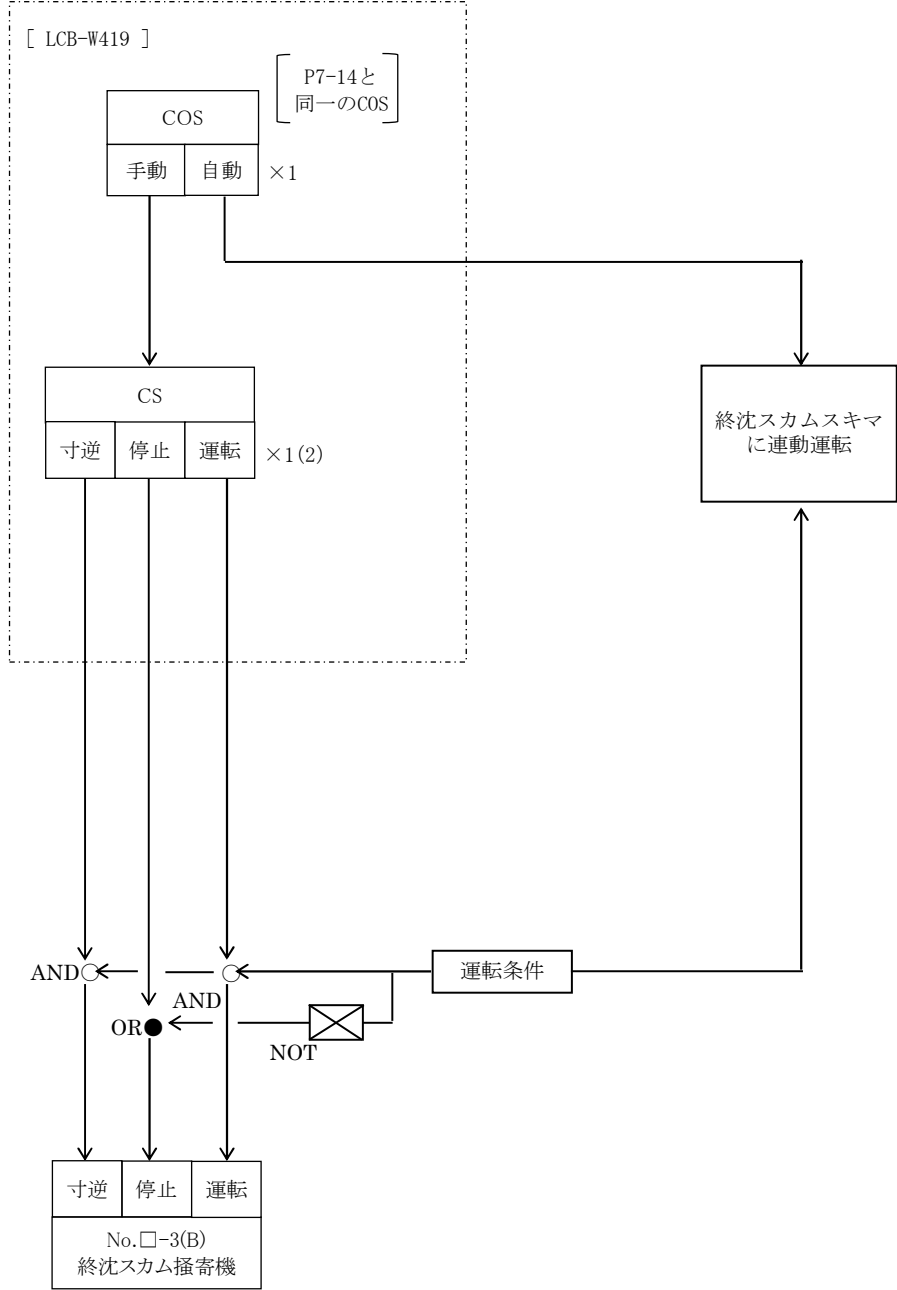 [ LCB-W419 ]
P7-14と
同一のCOS
COS
手動 自動 ×1
CS
寸逆 停止 運転 ×1(2)
終沈スカムスキマ
に連動運転
AND
運転条件
AND
OR
NOT
寸逆 停止 運転
No.□-3(B)
終沈スカム掻寄機